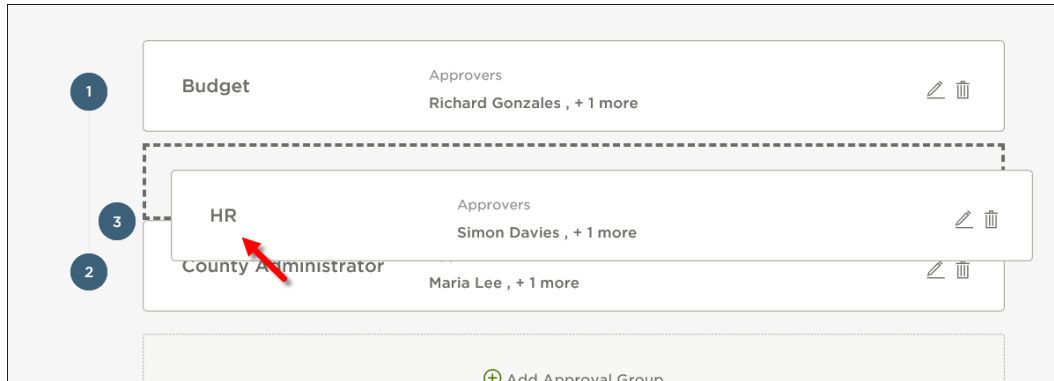 1
Budget
Approvers
Richard Gonzales , + 1 more
3
HR
Approvers
Simon Davies , + 1 more
2
County Administrator
Maria Lee , + 1 more
Add Approval Group